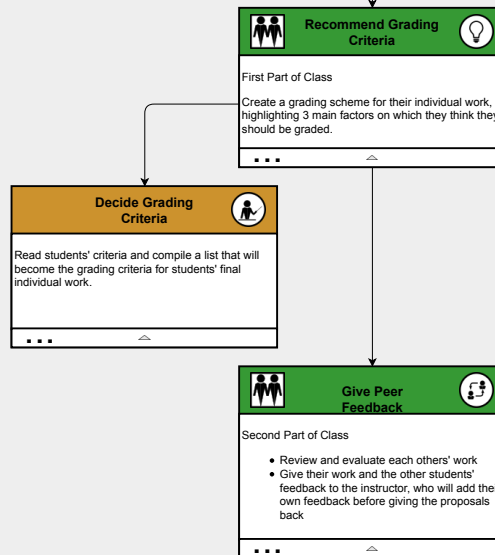 Recommend Grading
Criteria
First Part of Class
Create a grading scheme for their individual work,
highlighting 3 main factors on which they think they
should be graded.
Decide Grading
Criteria
Read students' criteria and compile a list that will
become the grading criteria for students' final
individual work.
Give Peer
Feedback
Second Part of Class
Review and evaluate each others' work
Give their work and the other students'
feedback to the instructor, who will add
own feedback before giving the proposals
back